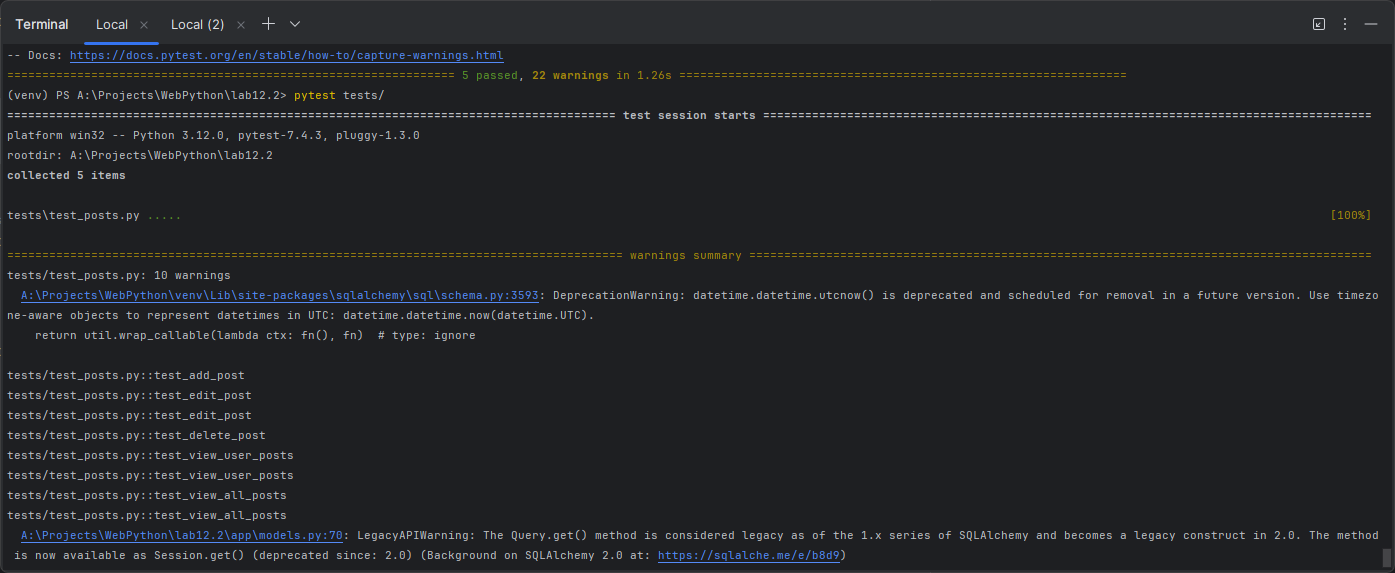 Terminal Local × Local (2) ×
-- Docs: https://docs.pytest.org/en/stable/how-to/capture-warnings.html
================================================================ 5 passed, 22 warnings in 1.26s ================================================================
(venv) PS A:\Projects\WebPython\lab12.2> pytest tests/
======================================================================================= test session starts =======================================================================================
platform win32 -- Python 3.12.0, pytest-7.4.3, pluggy-1.3.0
rootdir: A:\Projects\WebPython\lab12.2
collected 5 items
tests\test_posts.py ..... [100%]
======================================================================================== warnings summary =========================================================================================
tests/test_posts.py: 10 warnings
A:\Projects\WebPython\venv\Lib\site-packages\sqlalchemy\sql\schema.py:3593: DeprecationWarning: datetime.datetime.utcnow() is deprecated and scheduled for removal in a future version. Use timezo
ne-aware objects to represent datetimes in UTC: datetime.datetime.now(datetime.UTC).
return util.wrap_callable(lambda ctx: fn(), fn)  # type: ignore
tests/test_posts.py::test_add_post
tests/test_posts.py::test_edit_post
tests/test_posts.py::test_edit_post
tests/test_posts.py::test_delete_post
tests/test_posts.py::test_view_user_posts
tests/test_posts.py::test_view_user_posts
tests/test_posts.py::test_view_all_posts
tests/test_posts.py::test_view_all_posts
A:\Projects\WebPython\lab12.2\app\models.py:70: LegacyAPIWarning: The Query.get() method is considered legacy as of the 1.x series of SQLAlchemy and becomes a legacy construct in 2.0. The method
is now available as Session.get() (deprecated since: 2.0) (Background on SQLAlchemy 2.0 at: https://sqlalche.me/e/b8d9)